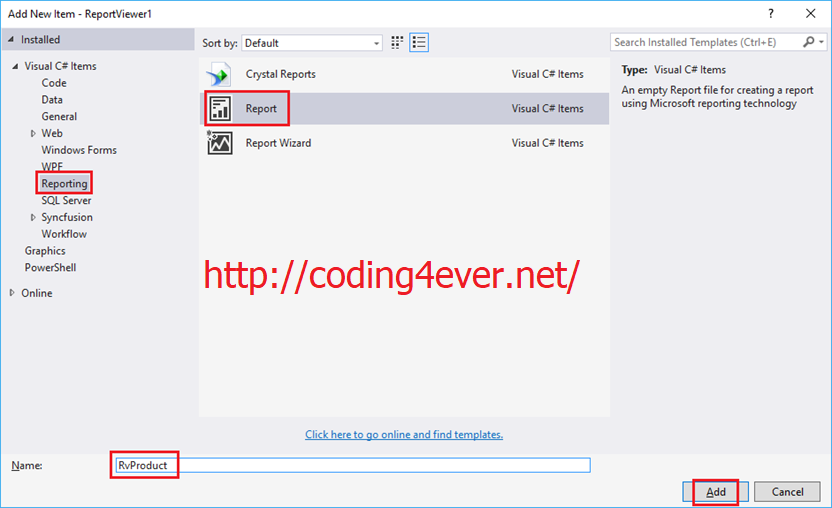 Add New Item - ReportViewer1
?
Installed
Sort by: Default
Search Installed Templates (Ctrl+E)
Visual C# Items
Code
Data
General
Web
Windows Forms
WPF
Reporting
SQL Server
Syncfusion
Workflow
Graphics
PowerShell
Online
Crystal Reports Visual C# Items
Report Visual C# Items
Report Wizard Visual C# Items
Type: Visual C# Items
An empty Report file for creating a report
using Microsoft reporting technology
http://coding4ever.net/
Click here to go online and find templates.
Name: RvProduct
Add Cancel